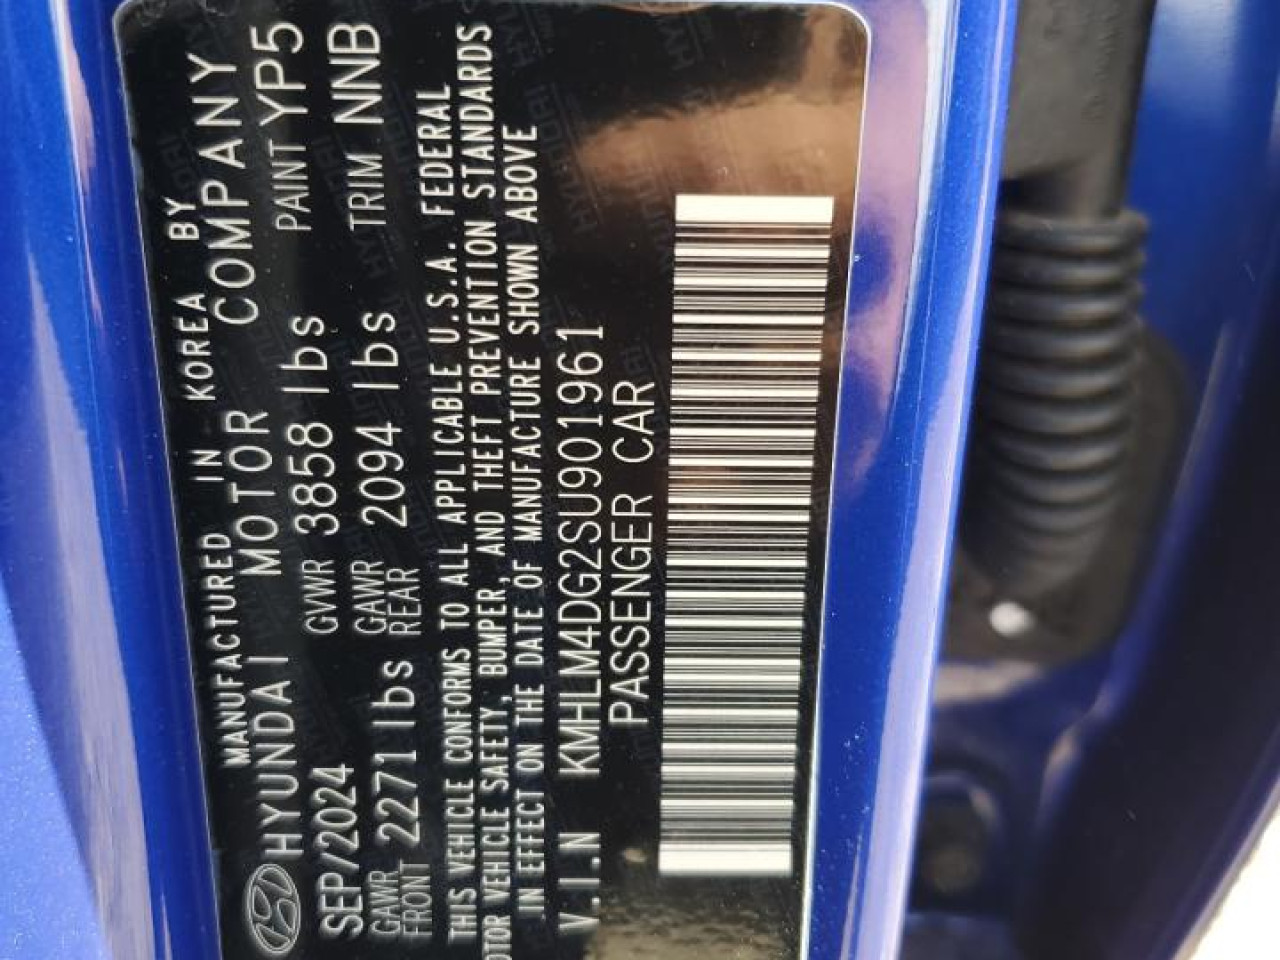 MANUFACTURED IN KOREA BY
HYUNDAI MOTOR COMPANY
SEP/2024 GVWR 3858 lbs PAINT YP5
GAWR FRONT 2271 lbs GAWR REAR 2094 lbs TRIM NNB
THIS VEHICLE CONFORMS TO ALL APPLICABLE U.S.A. FEDERAL
OTOR VEHICLE SAFETY, BUMPER, AND THEFT PREVENTION STANDARDS
IN EFFECT ON THE DATE OF MANUFACTURE SHOWN ABOVE
V.I.N KMHLM4DG2SU901961
PASSENGER CAR